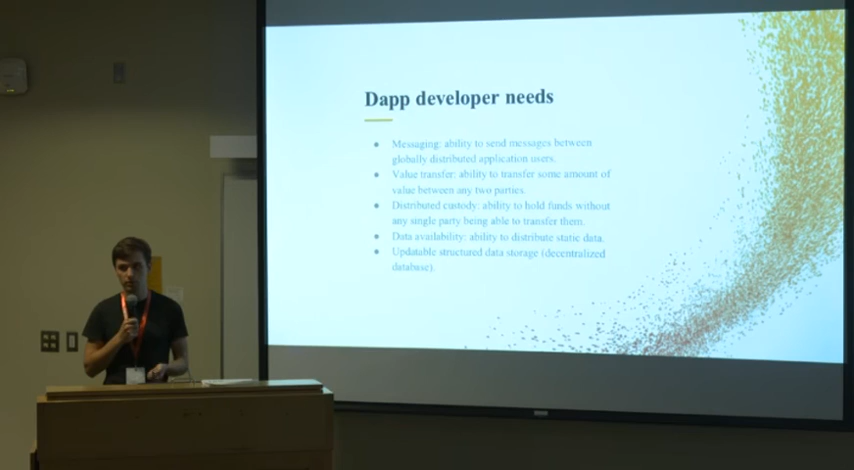 Dapp developer needs
● Messaging: ability to send messages between
globally distributed application users.
● Value transfer: ability to transfer some amount of
value between any two parties.
● Distributed custody: ability to hold funds without
any single party being able to transfer them.
● Data availability: ability to distribute static data.
● Updatable structured data storage (decentralized
database).